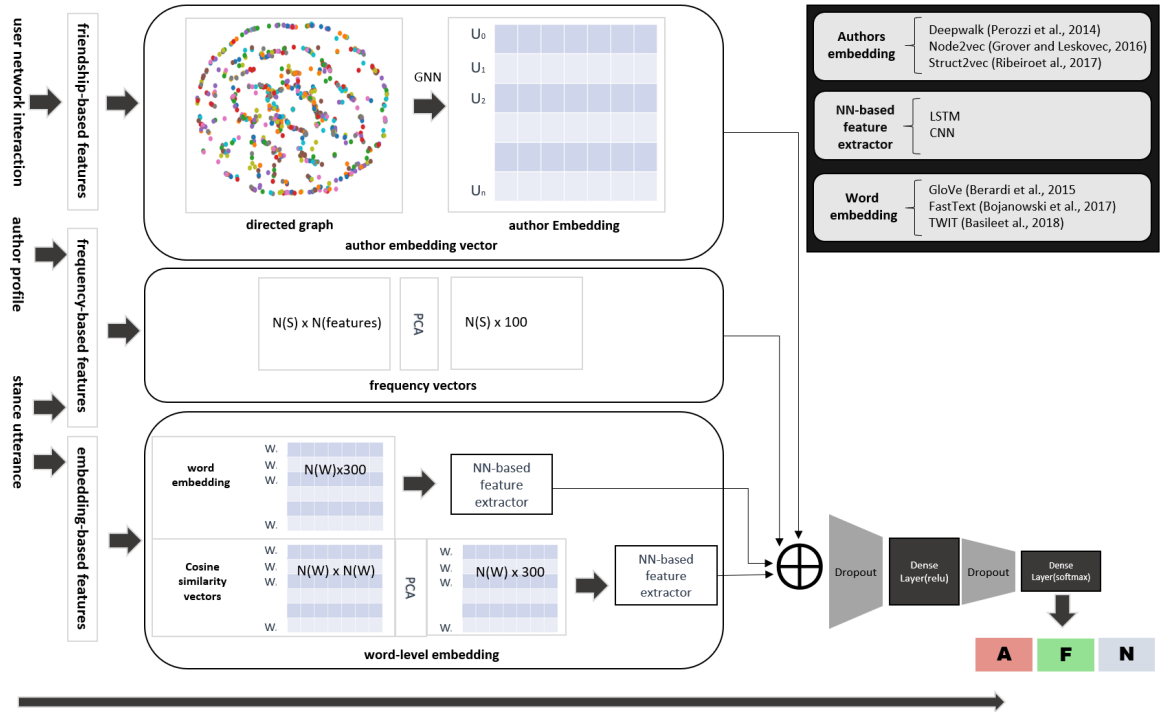 user network interaction
author profile
stance utterance
friendship-based features
frequency-based features
embedding-based features
GNN
U₀
U₁
U₂
Uₙ
directed graph
author Embedding
author embedding vector
N(S) x N(features)
PCA
N(S) x 100
frequency vectors
word
embedding
W.
W.
W.
W.
N(W)x300
NN-based
feature
extractor
Cosine
similarity
vectors
W.
W.
W.
W.
N(W) x N(W)
PCA
W.
W.
W.
W.
N(W) x 300
NN-based
feature
extractor
word-level embedding
Authors
embedding
Deepwalk (Perozzi et al., 2014)
Node2vec (Grover and Leskovec, 2016)
Struct2vec (Ribeiroet al., 2017)
NN-based
feature
extractor
LSTM
CNN
Word
embedding
GloVe (Berardi et al., 2015
FastText (Bojanowski et al., 2017)
TWIT (Basileet al., 2018)
Dropout
Dense
Layer(relu)
Dropout
Dense
Layer(softmax)
A
F
N